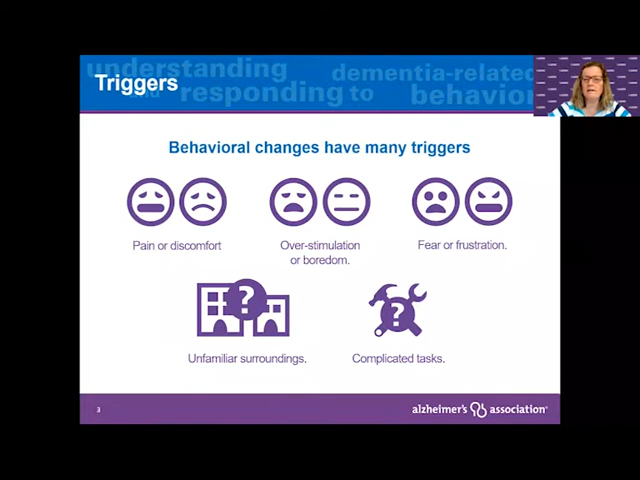 understanding
dementia-related
Triggers
responding to
behavior
Behavioral changes have many triggers
Pain or discomfort
Over-stimulation
or boredom.
Fear or frustration.
?
?
Unfamiliar surroundings.
Complicated tasks.
3
alzheimer's association®